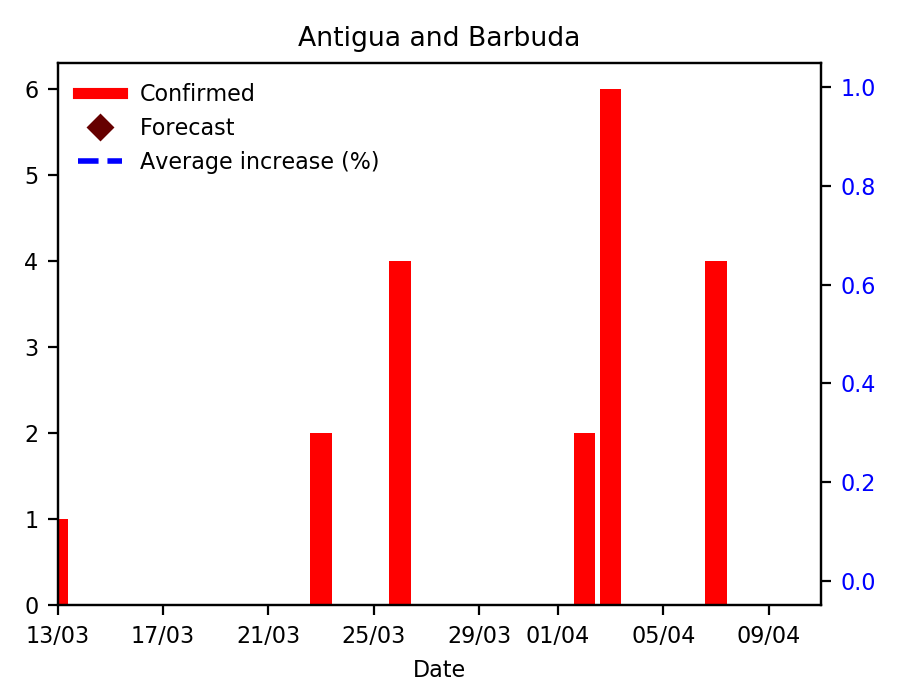 Antigua and Barbuda
Confirmed
Forecast
Average increase (%)
6
5
4
3
2
1
0
1.0
0.8
0.6
0.4
0.2
0.0
13/03 17/03 21/03 25/03 29/03 01/04 05/04 09/04
Date